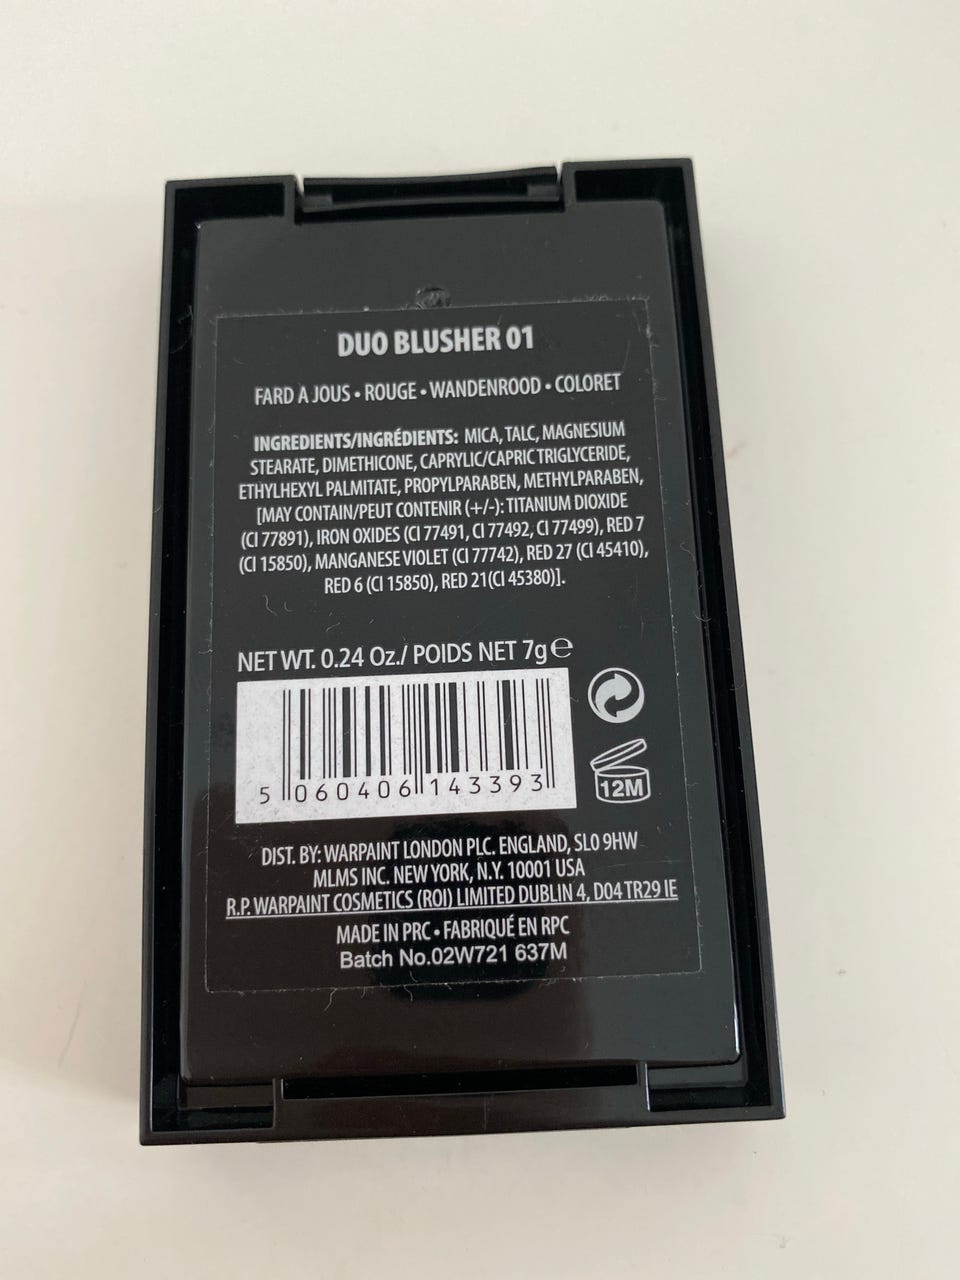 DUO BLUSHER 01
FARD A JOUS • ROUGE • WANDENROOD • COLORET
INGREDIENTS/INGRÉDIENTS: MICA, TALC, MAGNESIUM
STEARATE, DIMETHICONE, CAPRYLIC/CAPRIC TRIGLYCERIDE,
ETHYLHEXYL PALMITATE, PROPYLPARABEN, METHYLPARABEN,
[MAY CONTAIN/PEUT CONTENIR (+/-): TITANIUM DIOXIDE
(CI 77891), IRON OXIDES (CI 77491, CI 77492, CI 77499), RED 7
(CI 15850), MANGANESE VIOLET (CI 77742), RED 27 (CI 45410),
RED 6 (CI 15850), RED 21(CI 45380)].
NET WT. 0.24 Oz./ POIDS NET 7g ℮
5 060406 143393
12M
DIST. BY: WARPAINT LONDON PLC. ENGLAND, SL0 9HW
MLMS INC. NEW YORK, N.Y. 10001 USA
R.P. WARPAINT COSMETICS (ROI) LIMITED DUBLIN 4, D04 TR29 IE
MADE IN PRC • FABRIQUÉ EN RPC
Batch No.02W721 637M